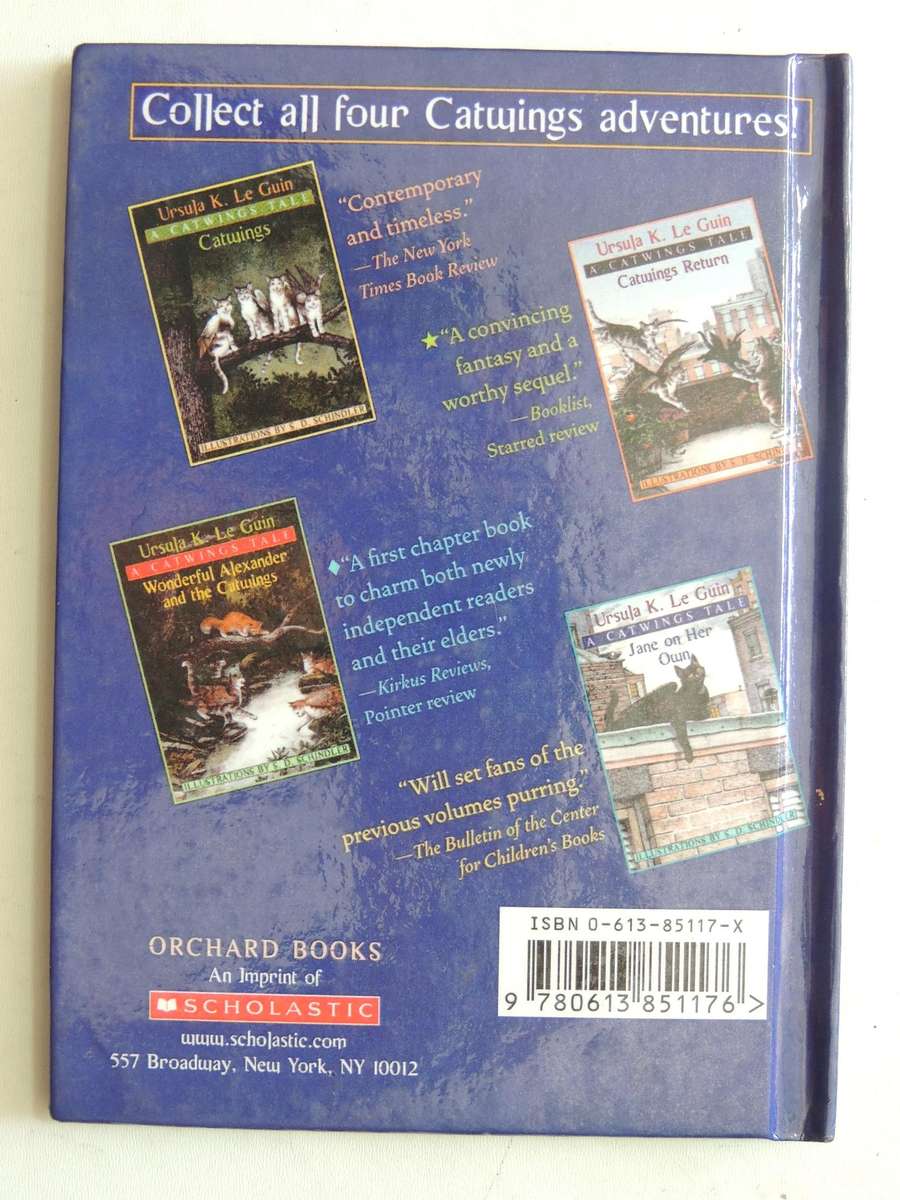 Collect all four Catwings adventures!
Ursula K. Le Guin
A CATWINGS TALE
Catwings
ILLUSTRATIONS BY S. D. SCHINDLER
"Contemporary
and timeless."
—The New York
Times Book Review
Ursula K. Le Guin
A CATWINGS TALE
Catwings Return
ILLUSTRATIONS BY S. D. SCHINDLER
★"A convincing
fantasy and a
worthy sequel."
—Booklist,
Starred review
Ursula K. Le Guin
A CATWINGS TALE
Wonderful Alexander
and the Catwings
ILLUSTRATIONS BY S. D. SCHINDLER
♦"A first chapter book
to charm both newly
independent readers
and their elders."
—Kirkus Reviews,
Pointer review
Ursula K. Le Guin
A CATWINGS TALE
Jane on Her
Own
ILLUSTRATIONS BY S. D. SCHINDLER
"Will set fans of the
previous volumes purring."
—The Bulletin of the Center
for Children's Books
ORCHARD BOOKS
An Imprint of
SCHOLASTIC
www.scholastic.com
557 Broadway, New York, NY 10012
ISBN 0-613-85117-X
9 780613 851176 >